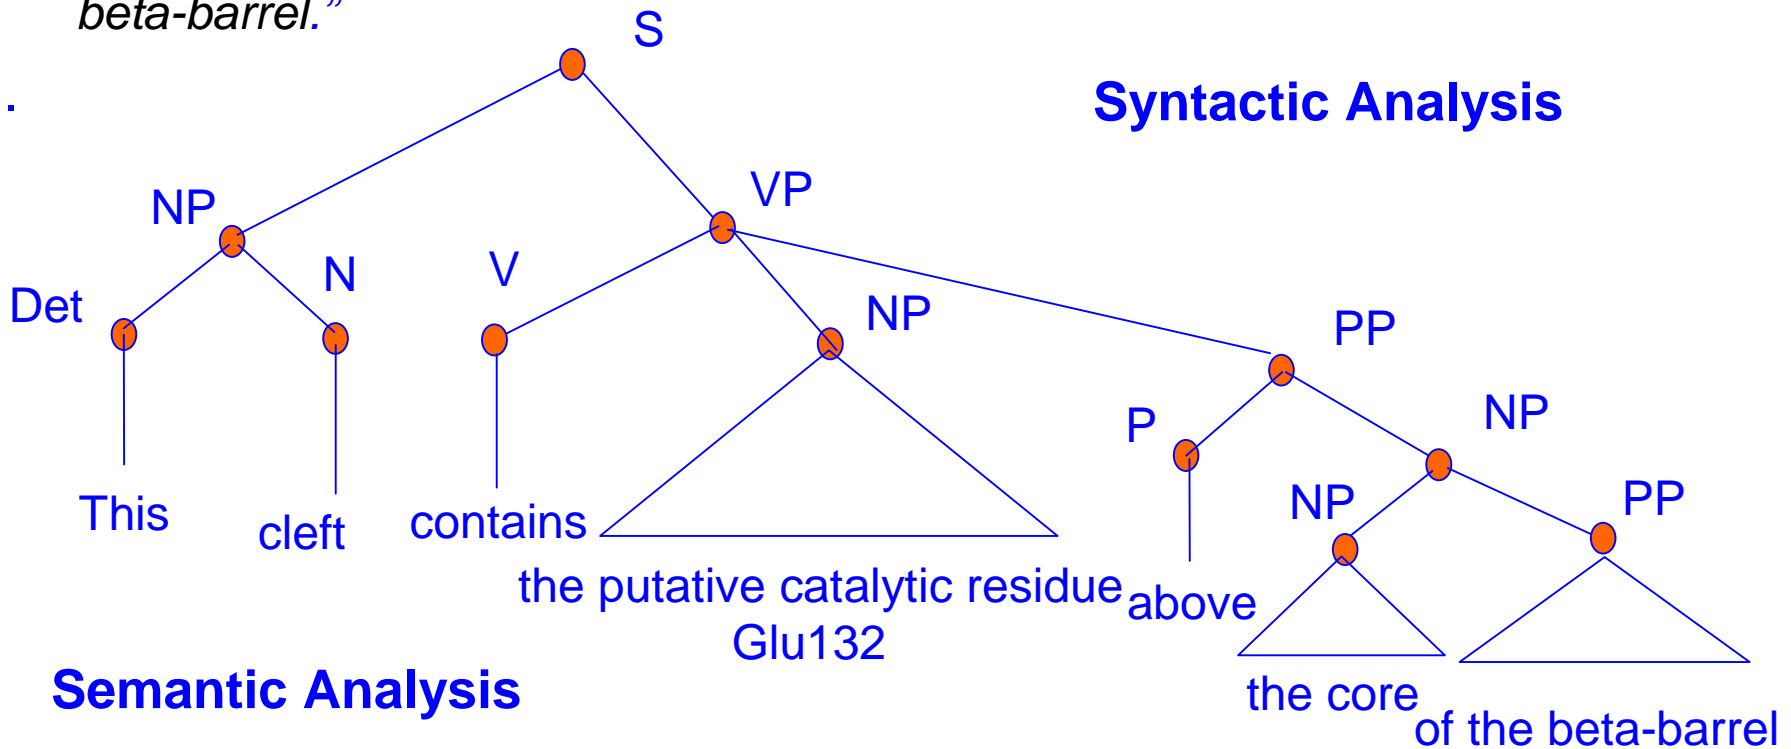 beta-barrel.”
S
.
Syntactic Analysis
NP
VP
Det
N
V
NP
PP
P
NP
NP
PP
This
cleft
contains
the putative catalytic residue
Glu132
above
Semantic Analysis
the core
of the beta-barrel